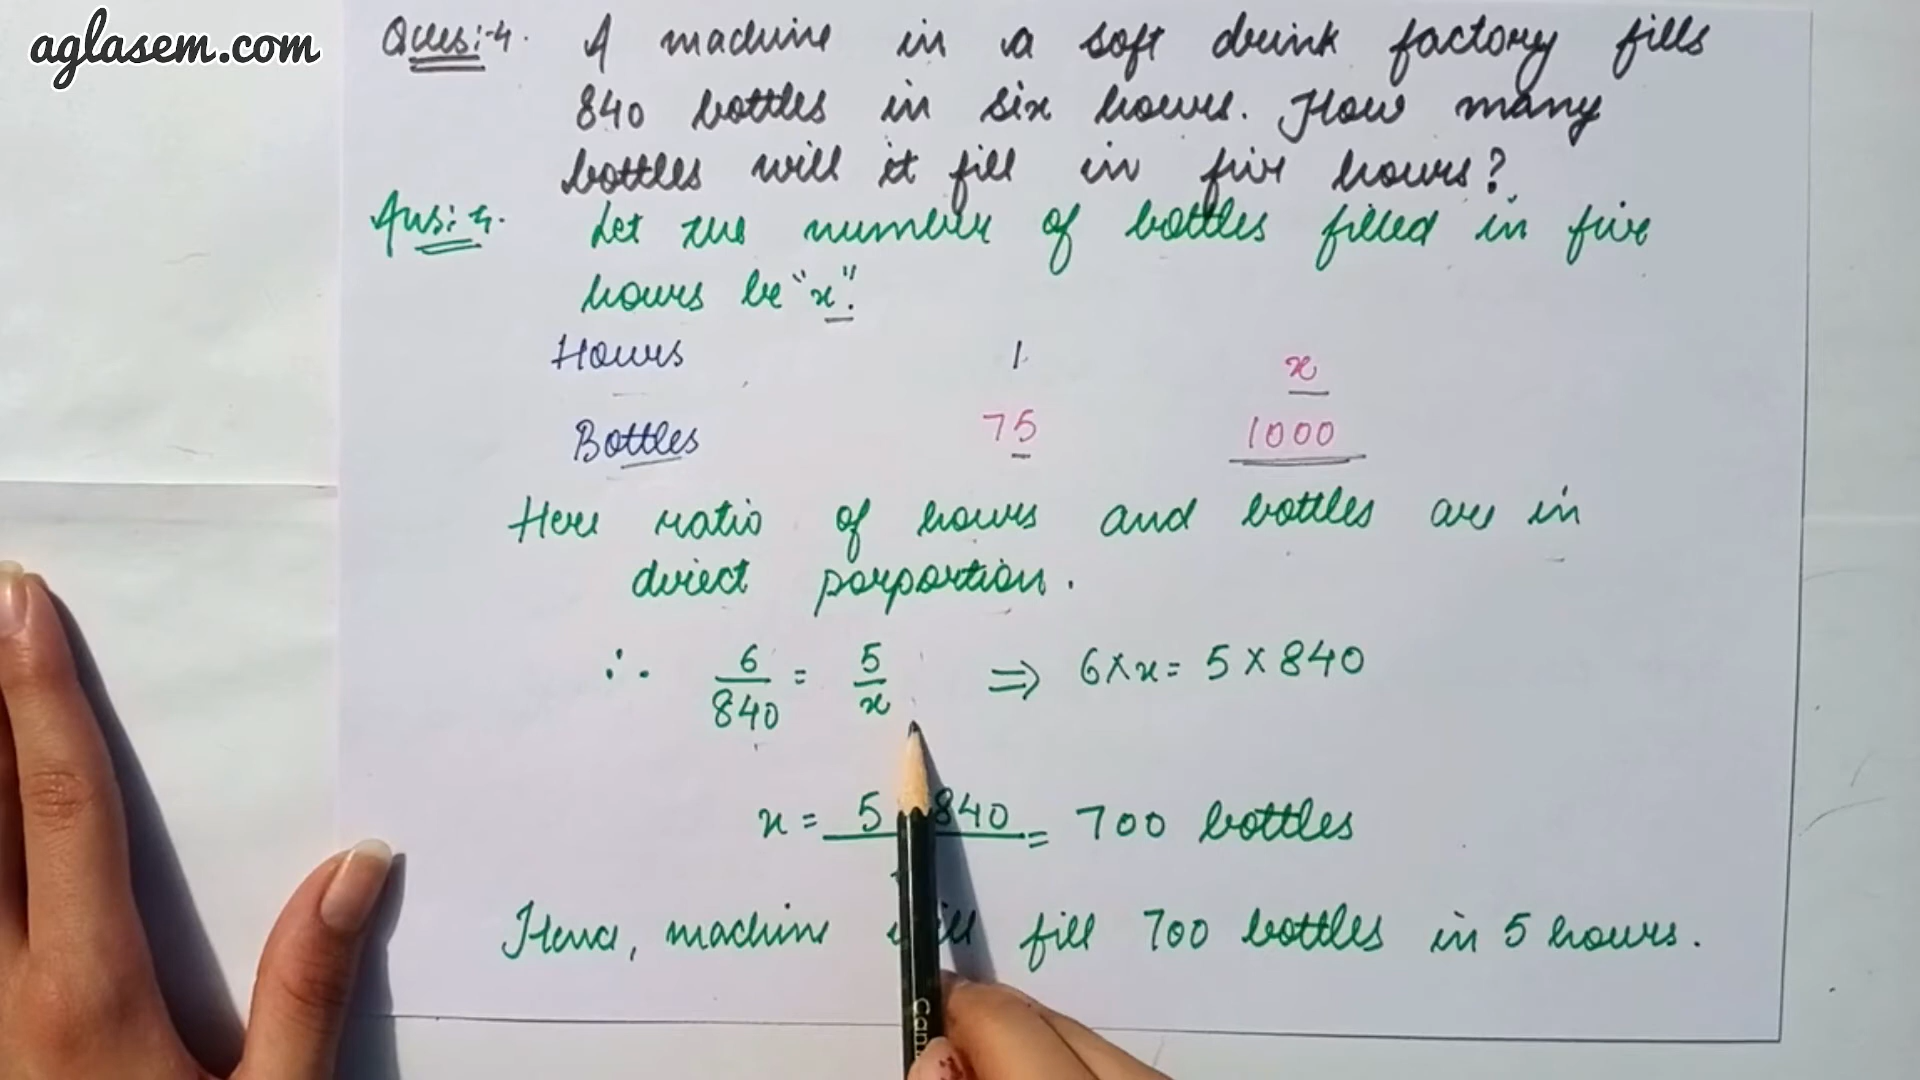 aglasem.com
Ques:-4. A machine in a soft drink factory fills
840 bottles in six hours. How many
bottles will it fill in five hours?
Ans:-4. Let the number of bottles filled in five
hours be "x".
Hours 1 x
Bottles 75 1000
Here ratio of hours and bottles are in
direct porportion.
∴ 6/840 = 5/x ⇒ 6 × x = 5 × 840
x = 5 840 = 700 bottles
Hence, machine will fill 700 bottles in 5 hours.